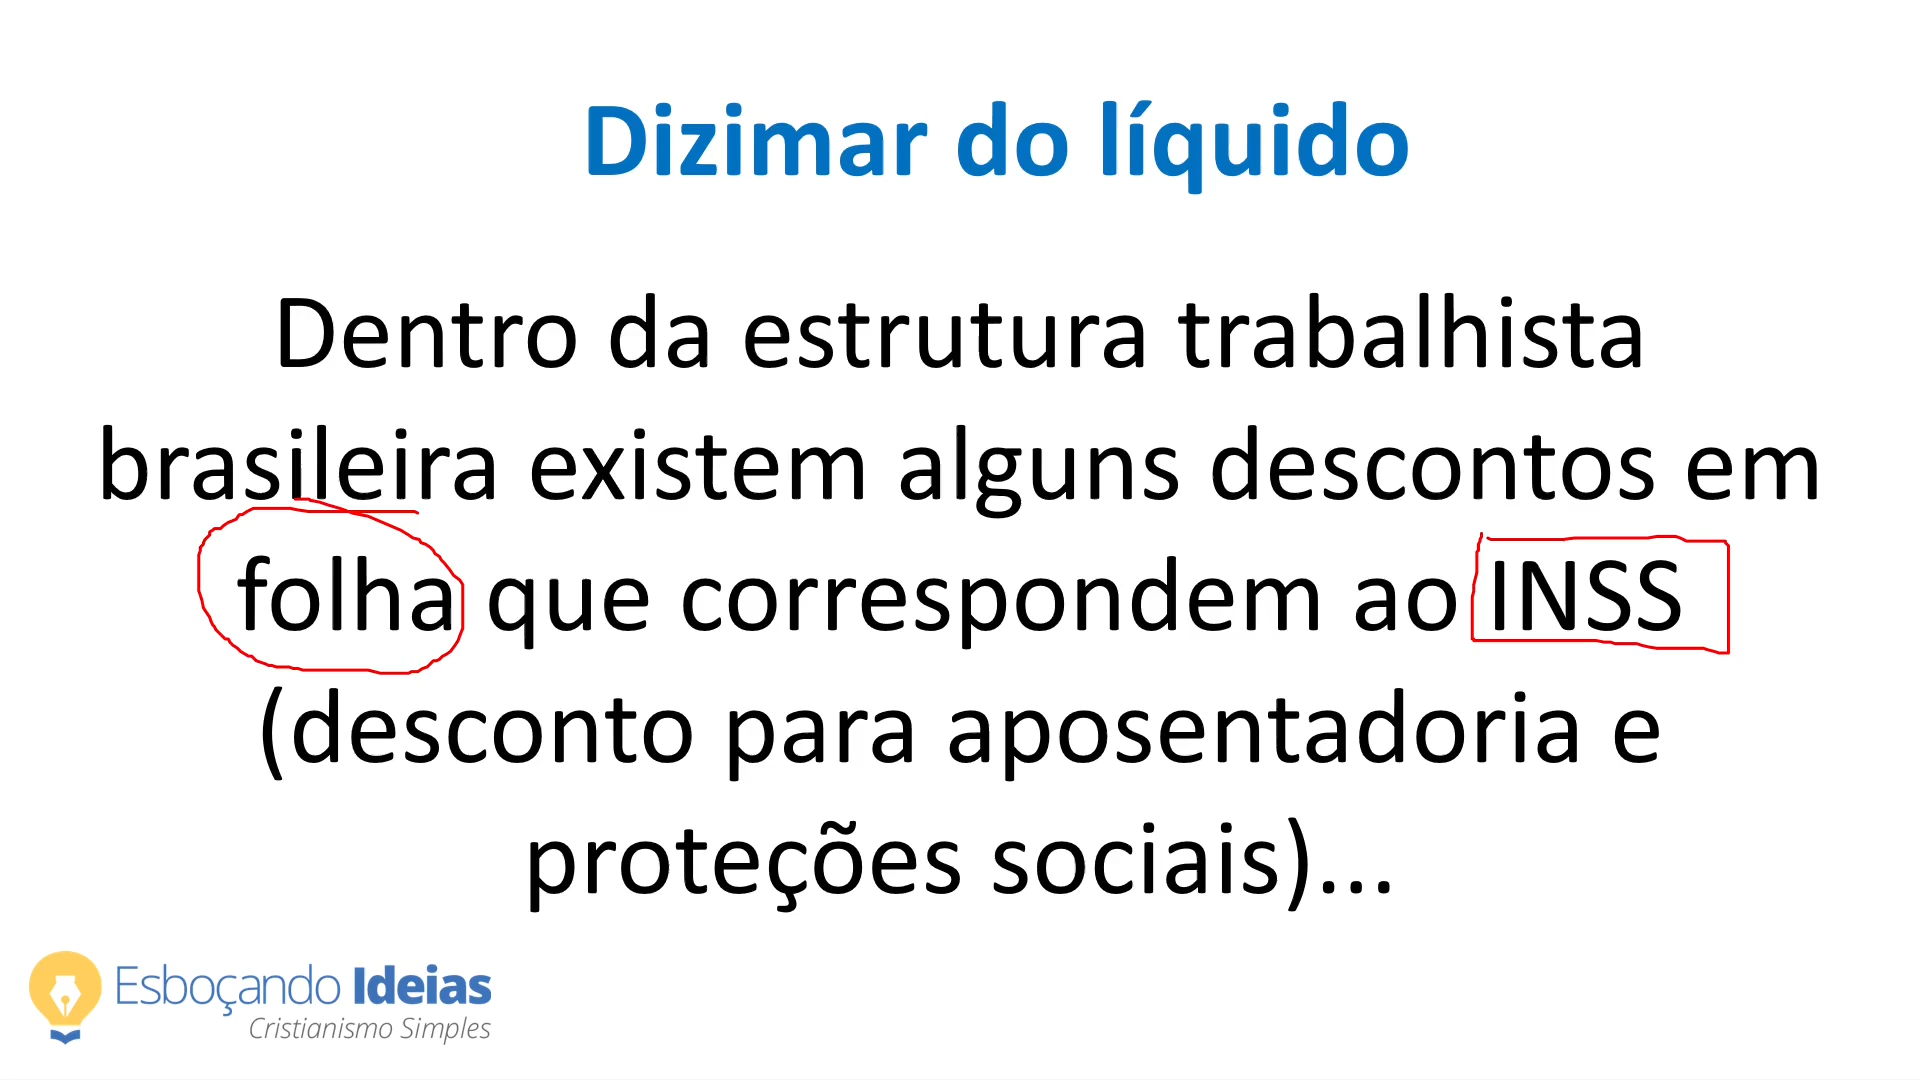 Dizimar do líquido
Dentro da estrutura trabalhista
brasileira existem alguns descontos em
folha que correspondem ao INSS
(desconto para aposentadoria e
proteções sociais)...
Esboçando Ideias
Cristianismo Simples